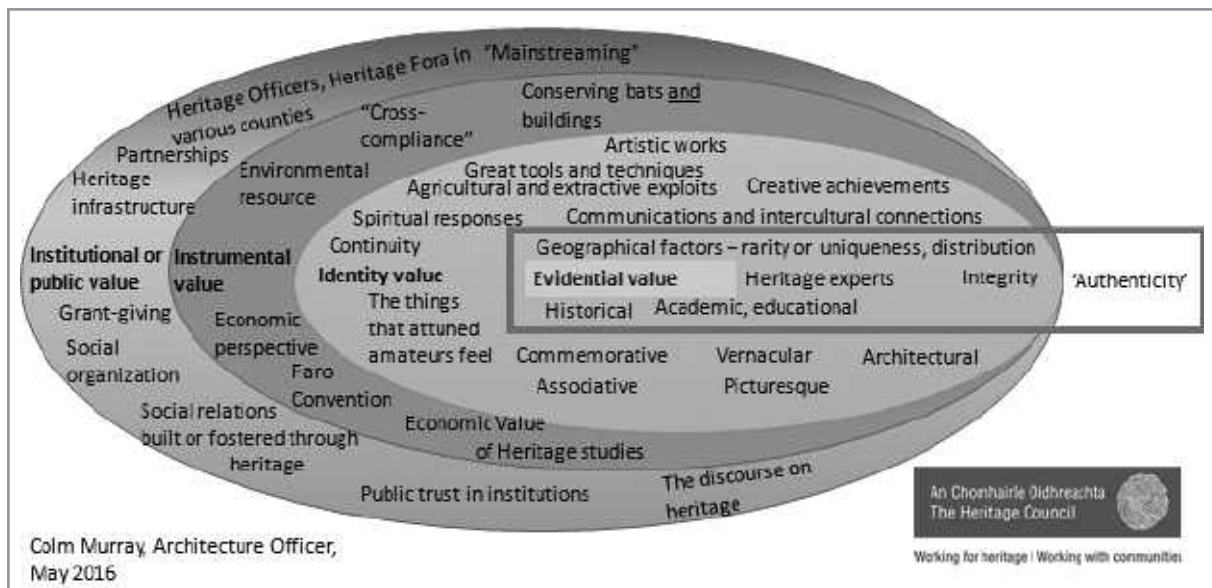 Heritage Officers, Heritage Fora in "Mainstreaming"
various counties
Partnerships
Heritage
infrastructure
Institutional or
public value
Grant-giving
Social
organization
Social relations
built or fostered through
heritage
Public trust in institutions
The discourse on
heritage
"Cross-
compliance"
Conserving bats and
buildings
Environmental
resource
Instrumental
value
Economic
perspective
Faro
Convention
Economic Value
of Heritage studies
Artistic works
Great tools and techniques
Agricultural and extractive exploits
Creative achievements
Spiritual responses
Communications and intercultural connections
Continuity
Identity value
The things
that attuned
amateurs feel
Geographical factors – rarity or uniqueness, distribution
Evidential value
Heritage experts
Integrity
"Authenticity"
Historical
Academic, educational
Commemorative
Vernacular
Architectural
Associative
Picturesque
An Chomhairle Oidhreachta
The Heritage Council
Working for heritage | Working with communities
Colm Murray, Architecture Officer,
May 2016